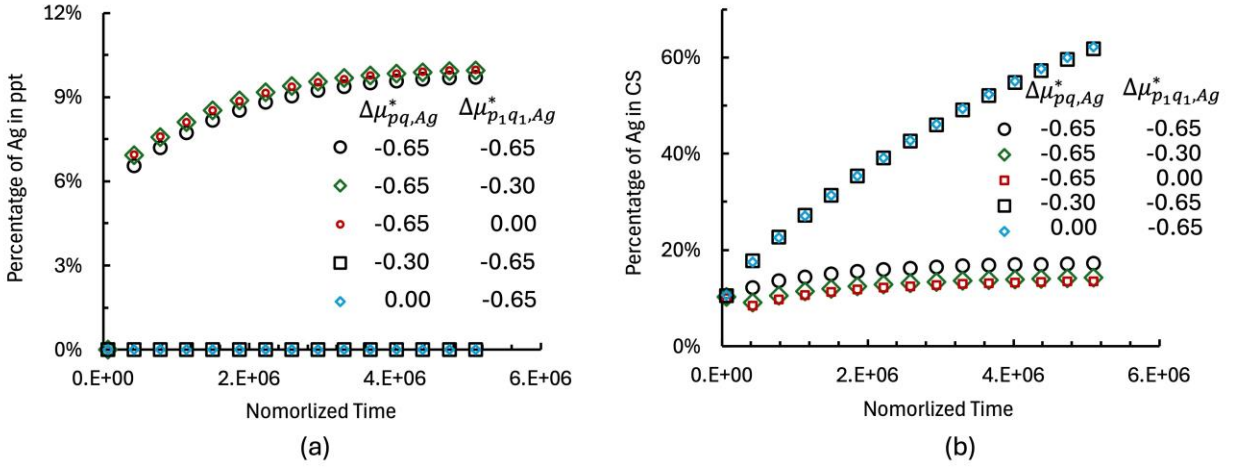 12%
9%
6%
3%
0%
Percentatge of Ag in ppt
0.E+00 2.E+06 4.E+06 6.E+06
Nomorlized Time
Δμ*pq,Ag Δμ*p₁q₁,Ag
-0.65 -0.65
-0.65 -0.30
-0.65 0.00
-0.30 -0.65
0.00 -0.65
(a)
60%
40%
20%
0%
Percentatge of Ag in CS
0.E+00 2.E+06 4.E+06 6.E+06
Nomorlized Time
Δμ*pq,Ag Δμ*p₁q₁,Ag
-0.65 -0.65
-0.65 -0.30
-0.65 0.00
-0.30 -0.65
0.00 -0.65
(b)